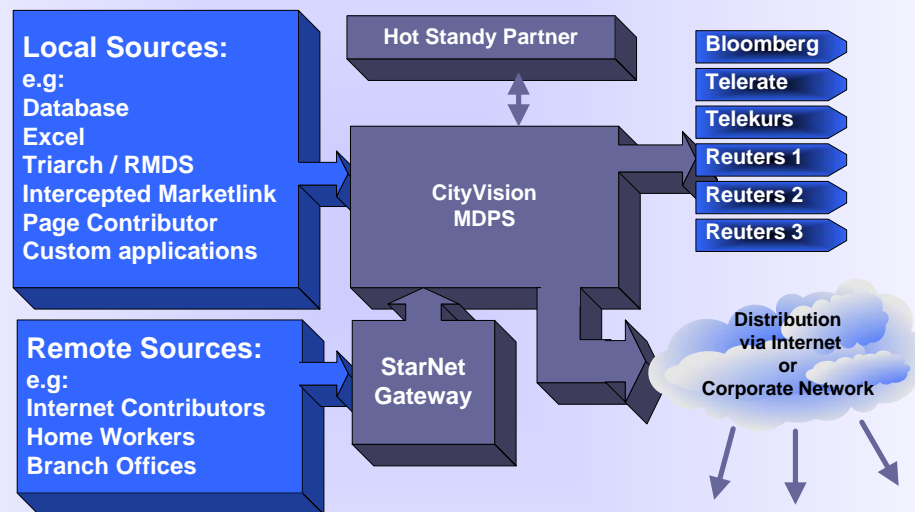 Local Sources:
e.g:
Database
Excel
Triarch / RMDS
Intercepted Marketlink
Page Contributor
Custom applications
Remote Sources:
e.g:
Internet Contributors
Home Workers
Branch Offices
Hot Standy Partner
CityVision
MDPS
StarNet
Gateway
Bloomberg
Telerate
Telekurs
Reuters 1
Reuters 2
Reuters 3
Distribution
via Internet
or
Corporate Network